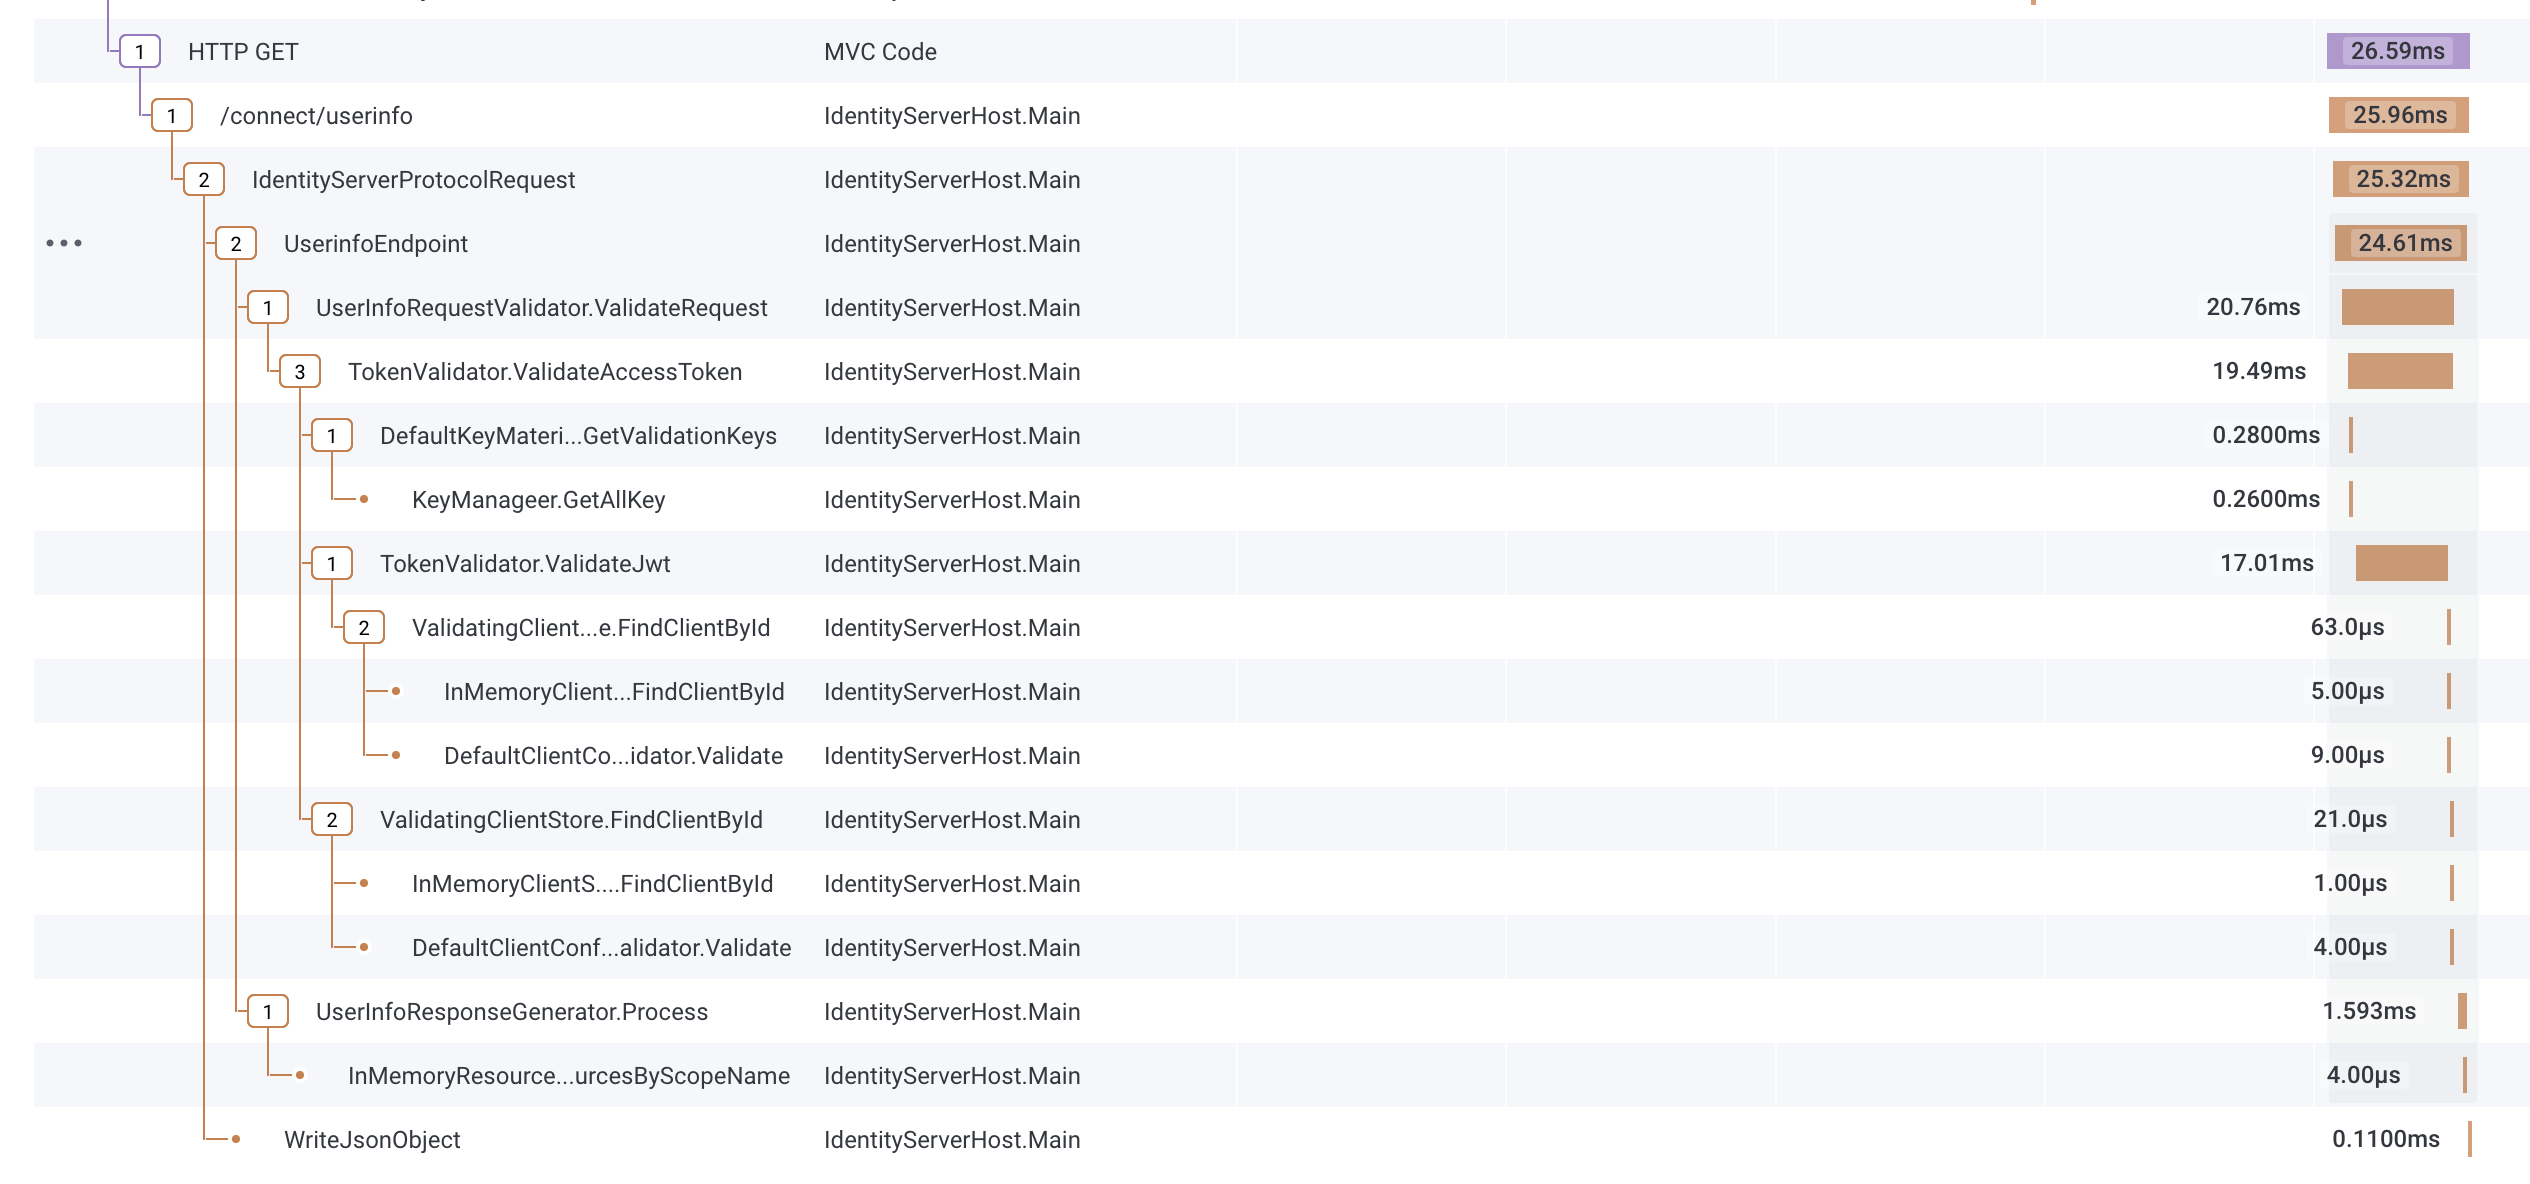 1 HTTP GET MVC Code 26.59ms
1 /connect/userinfo IdentityServerHost.Main 25.96ms
2 IdentityServerProtocolRequest IdentityServerHost.Main 25.32ms
2 UserinfoEndpoint IdentityServerHost.Main 24.61ms
1 UserInfoRequestValidator.ValidateRequest IdentityServerHost.Main 20.76ms
3 TokenValidator.ValidateAccessToken IdentityServerHost.Main 19.49ms
1 DefaultKeyMateri...GetValidationKeys IdentityServerHost.Main 0.2800ms
KeyManageer.GetAllKey IdentityServerHost.Main 0.2600ms
1 TokenValidator.ValidateJwt IdentityServerHost.Main 17.01ms
2 ValidatingClient...e.FindClientById IdentityServerHost.Main 63.0µs
InMemoryClient...FindClientById IdentityServerHost.Main 5.00µs
DefaultClientCo...idator.Validate IdentityServerHost.Main 9.00µs
2 ValidatingClientStore.FindClientById IdentityServerHost.Main 21.0µs
InMemoryClientS....FindClientById IdentityServerHost.Main 1.00µs
DefaultClientConf...alidator.Validate IdentityServerHost.Main 4.00µs
1 UserInfoResponseGenerator.Process IdentityServerHost.Main 1.593ms
InMemoryResource...urcesByScopeName IdentityServerHost.Main 4.00µs
WriteJsonObject IdentityServerHost.Main 0.1100ms